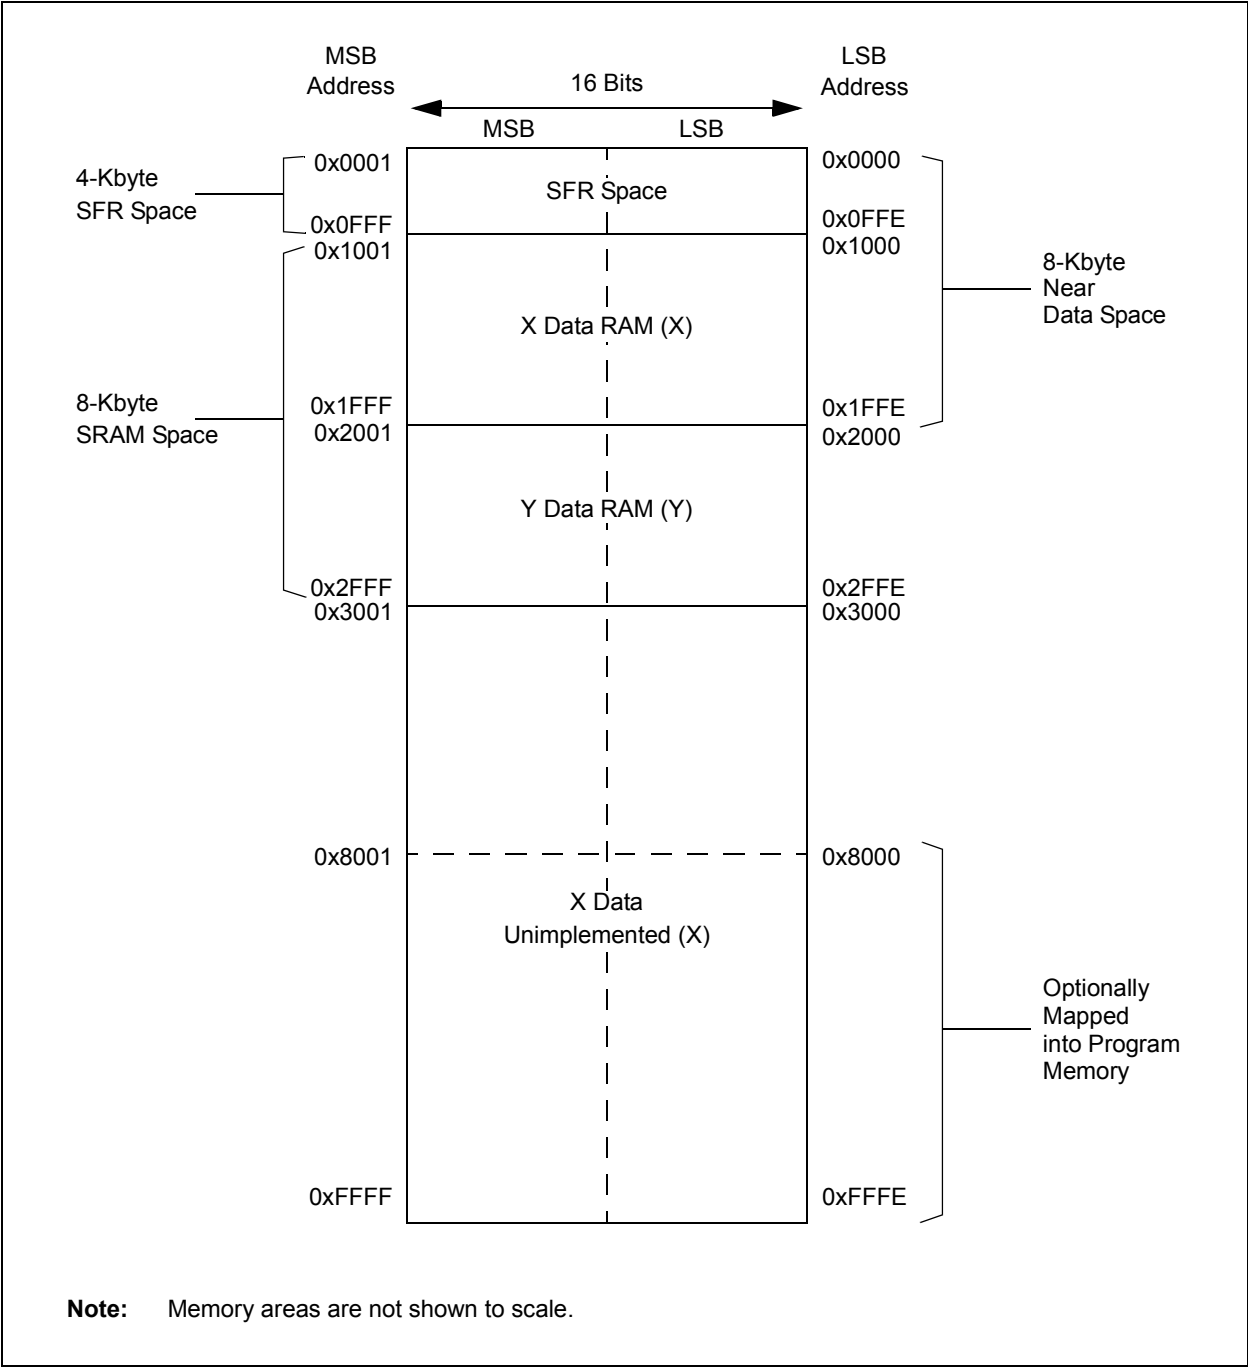 MSB
Address
16 Bits
LSB
Address
MSB
LSB
4-Kbyte
SFR Space
0x0001
0x0FFF
SFR Space
0x0000
0x0FFE
8-Kbyte
Near
Data Space
0x1001
0x1000
X Data RAM (X)
8-Kbyte
SRAM Space
0x1FFF
0x2001
0x1FFE
0x2000
Y Data RAM (Y)
0x2FFF
0x3001
0x2FFE
0x3000
0x8001
0x8000
X Data
Unimplemented (X)
Optionally
Mapped
into Program
Memory
0xFFFF
0xFFFE
Note: Memory areas are not shown to scale.